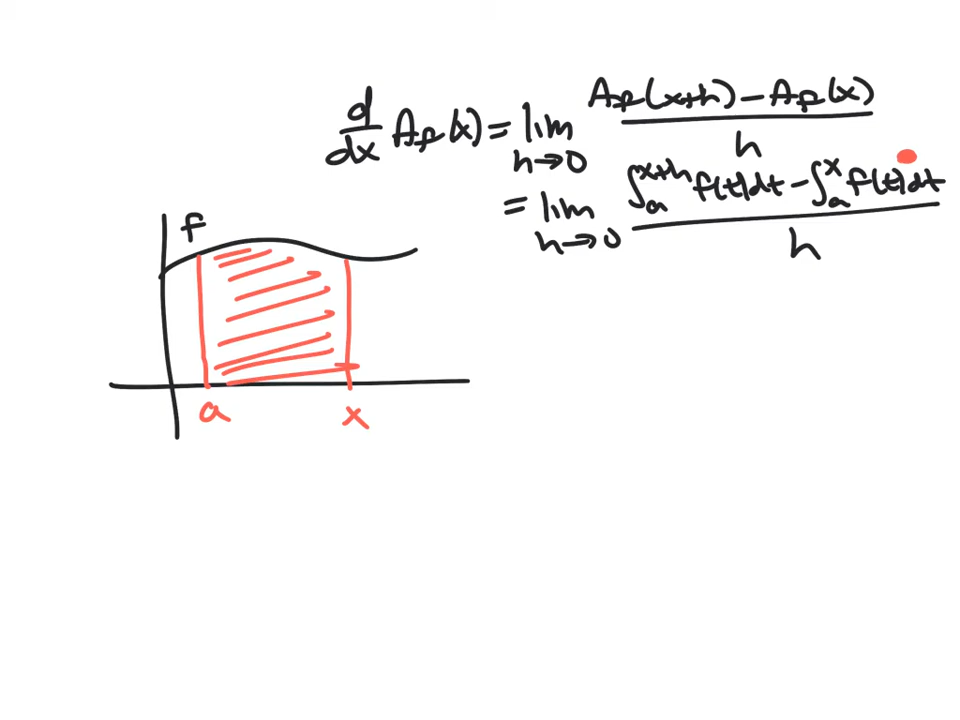 d/dx A_f(x) = lim_{h→0} (A_f(x+h) − A_f(x))/h
= lim_{h→0} (∫_a^{x+h} f(t)dt − ∫_a^x f(t)dt)/h
f
a x